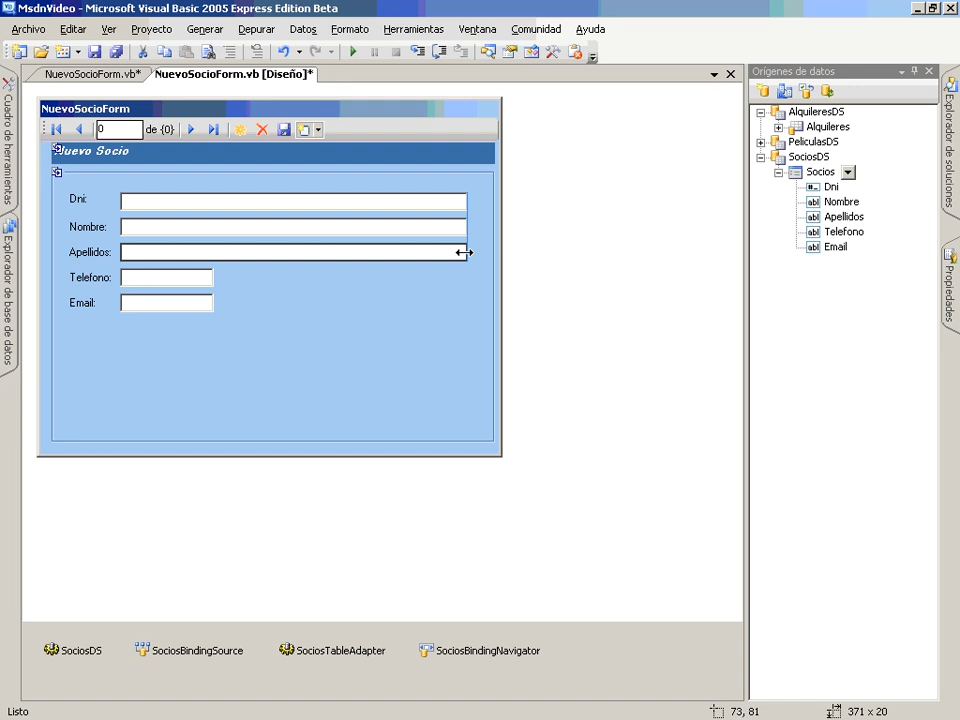 MsdnVideo - Microsoft Visual Basic 2005 Express Edition Beta
Archivo Editar Ver Proyecto Generar Depurar Datos Formato Herramientas Ventana Comunidad Ayuda
NuevoSocioForm.vb* NuevoSocioForm.vb [Diseño]*
Orígenes de datos
Cuadro de herramientas
Explorador de base de datos
NuevoSocioForm
0 de {0}
Nuevo Socio
Dni:
Nombre:
Apellidos:
Telefono:
Email:
AlquileresDS
Alquileres
PeliculasDS
SociosDS
Socios
Dni
Nombre
Apellidos
Telefono
Email
Explorador de soluciones
Propiedades
SociosDS SociosBindingSource SociosTableAdapter SociosBindingNavigator
Listo 73, 81 371 x 20